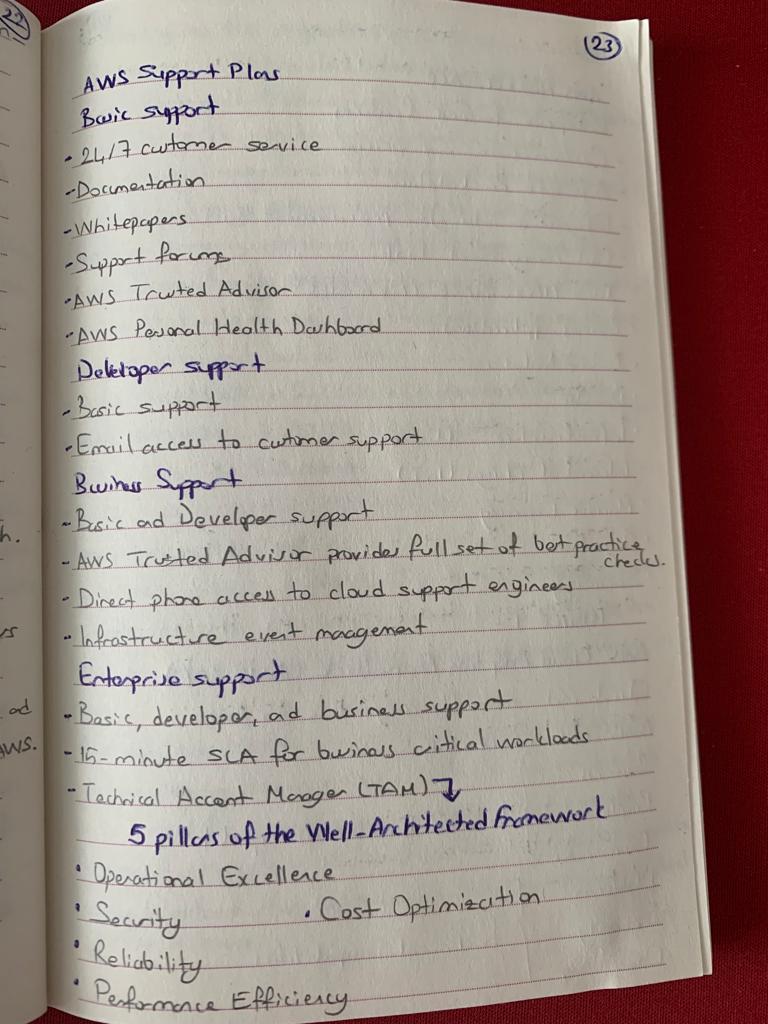 22
23
AWS Support Plans
Basic support
- 24/7 customer service
- Documentation
- Whitepapers
- Support forums
- AWS Trusted Advisor
- AWS Personal Health Dashboard
Developer support
- Basic support
- Email access to customer support
Business Support
- Basic ad Developer support
- AWS Trusted Advisor provides full set of best practice
checks.
- Direct phone access to cloud support engineers
- Infrastructure event management
Enterprise support
- Basic, developer, ad business support
- 15-minute SLA for business critical workloads
- Technical Account Manager (TAM) ↴
5 pillars of the Well-Architected framework
• Operational Excellence
• Security • Cost Optimization
• Reliability
• Performance Efficiency
h.
rs
ad
AWS.